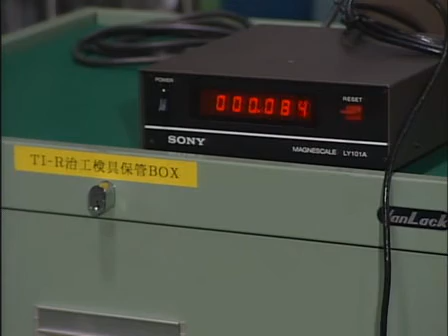 POWER
000.084
RESET
SONY
MAGNESCALE LY101A
TI-R治工検具保管BOX
VanLock